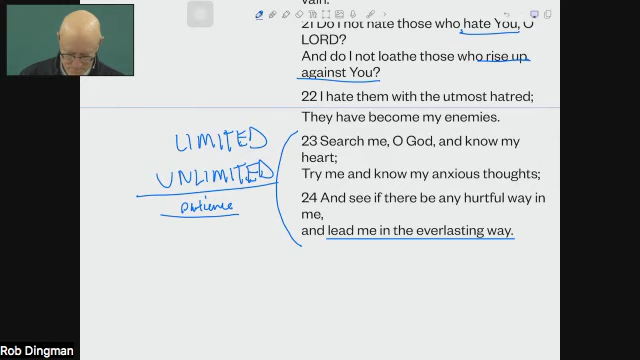 vain.
21 Do I not hate those who hate You, O
LORD?
And do I not loathe those who rise up
against You?
22 I hate them with the utmost hatred;
They have become my enemies.
LIMITED
UNLIMITED
patience
23 Search me, O God, and know my
heart;
Try me and know my anxious thoughts;
24 And see if there be any hurtful way in
me,
and lead me in the everlasting way.
Rob Dingman